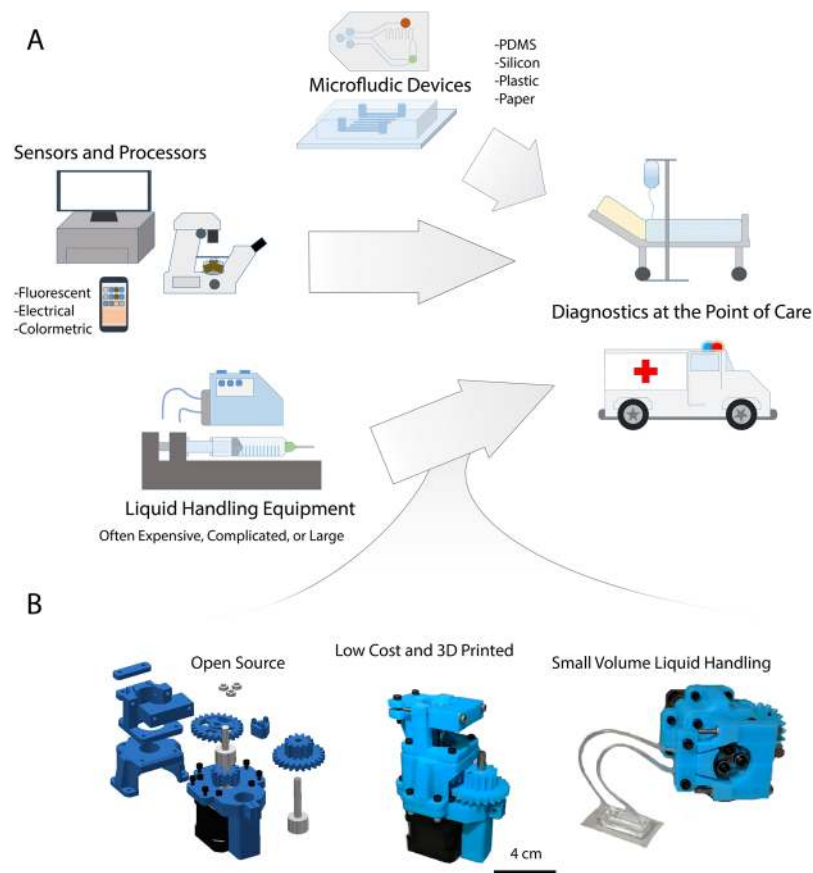 A
Microfludic Devices
-PDMS
-Silicon
-Plastic
-Paper
Sensors and Processors
-Fluorescent
-Electrical
-Colormetric
Diagnostics at the Point of Care
Liquid Handling Equipment
Often Expensive, Complicated, or Large
B
Open Source
Low Cost and 3D Printed
Small Volume Liquid Handling
4 cm